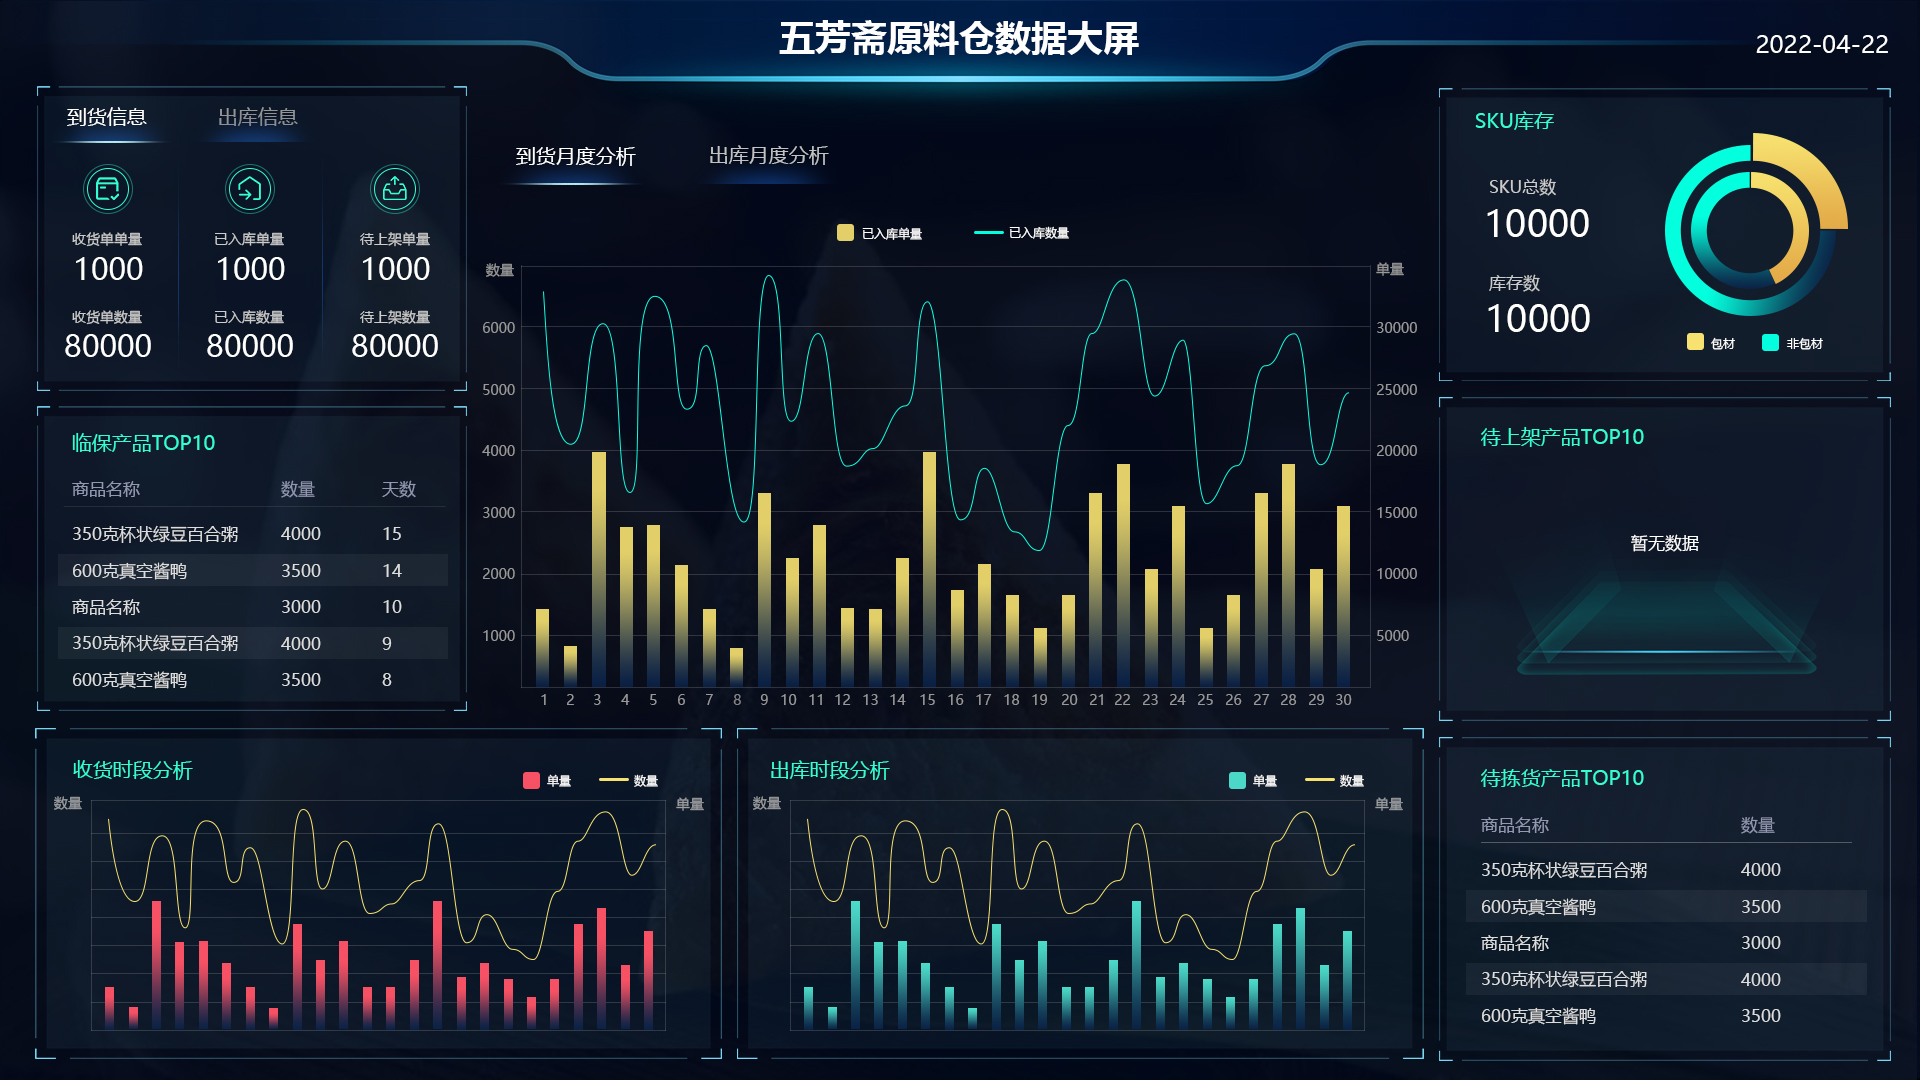 五芳斋原料仓数据大屏
2022-04-22
到货信息 出库信息
收货单单量 已入库单量 待上架单量
1000 1000 1000
收货单数量 已入库数量 待上架数量
80000 80000 80000
临保产品TOP10
商品名称 数量 天数
350克杯状绿豆百合粥 4000 15
600克真空酱鸭 3500 14
商品名称 3000 10
350克杯状绿豆百合粥 4000 9
600克真空酱鸭 3500 8
到货月度分析 出库月度分析
已入库单量 已入库数量
数量 单量
6000 30000
5000 25000
4000 20000
3000 15000
2000 10000
1000 5000
1 2 3 4 5 6 7 8 9 10 11 12 13 14 15 16 17 18 19 20 21 22 23 24 25 26 27 28 29 30
SKU库存
SKU总数
10000
库存数
10000
包材 非包材
待上架产品TOP10
暂无数据
收货时段分析
单量 数量
数量 单量
出库时段分析
单量 数量
数量 单量
待拣货产品TOP10
商品名称 数量
350克杯状绿豆百合粥 4000
600克真空酱鸭 3500
商品名称 3000
350克杯状绿豆百合粥 4000
600克真空酱鸭 3500